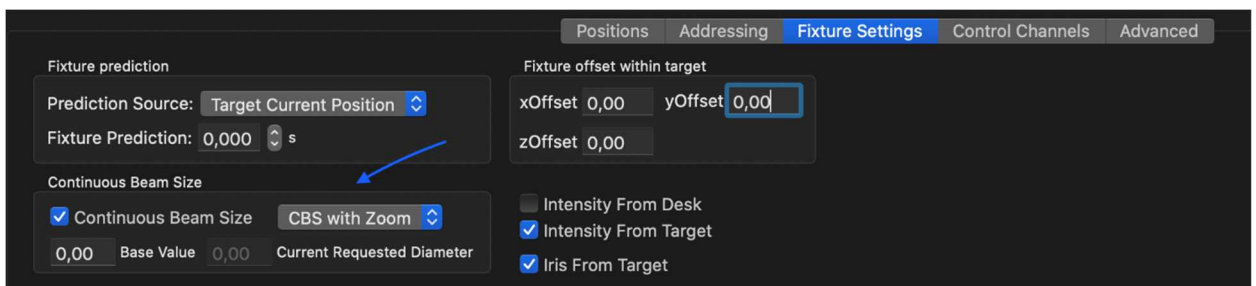 Positions Addressing Fixture Settings Control Channels Advanced
Fixture prediction
Prediction Source: Target Current Position
Fixture Prediction: 0,000 s
Fixture offset within target
xOffset 0,00 yOffset 0,00
zOffset 0,00
Continuous Beam Size
Continuous Beam Size CBS with Zoom
0,00 Base Value 0,00 Current Requested Diameter
Intensity From Desk
Intensity From Target
Iris From Target